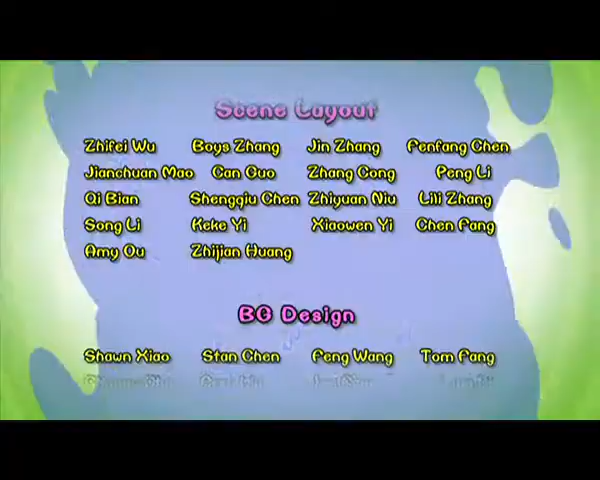 Scene Layout
Zhifei Wu Boys Zhang Jin Zhang Fenfang Chen
Jianchuan Mao Can Guo Zhang Cong Peng Li
Qi Bian Shengqiu Chen Zhiyuan Niu Lili Zhang
Song Li Keke Yi Xiaowen Yi Chen Fang
Amy Ou Zhijian Huang
BG Design
Shawn Xiao Stan Chen Feng Wang Tom Fang